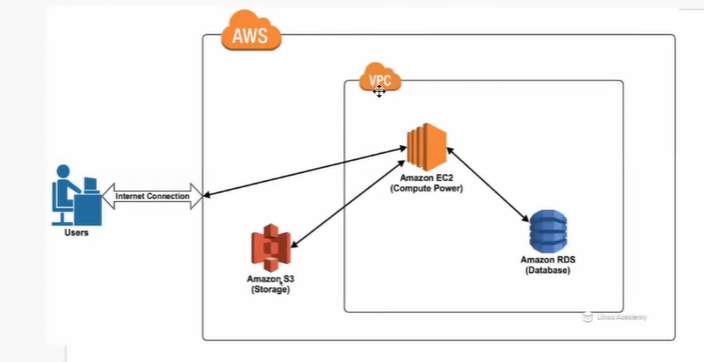 AWS
VPC
Internet Connection
Users
Amazon EC2
(Compute Power)
Amazon S3
(Storage)
Amazon RDS
(Database)
Linux Academy